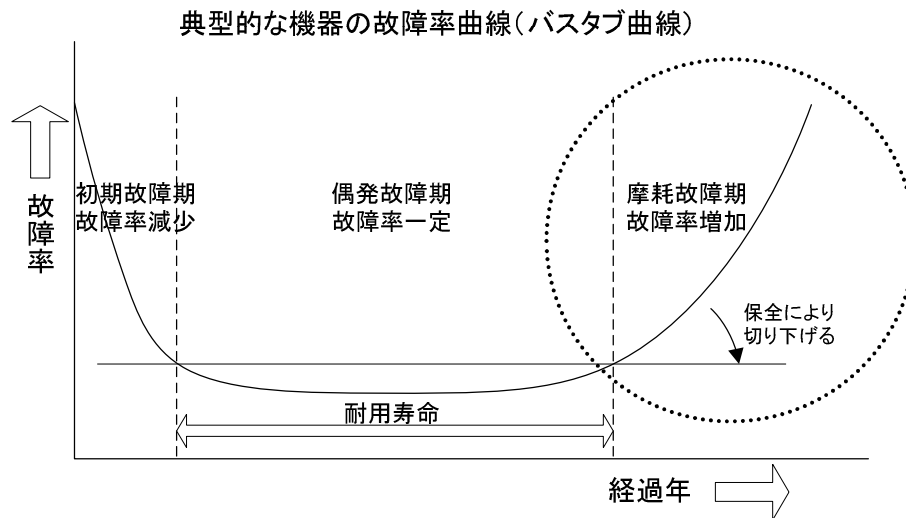 典型的な機器の故障率曲線(バスタブ曲線)
故障率
初期故障期
故障率減少
偶発故障期
故障率一定
摩耗故障期
故障率増加
保全により
切り下げる
耐用寿命
経過年